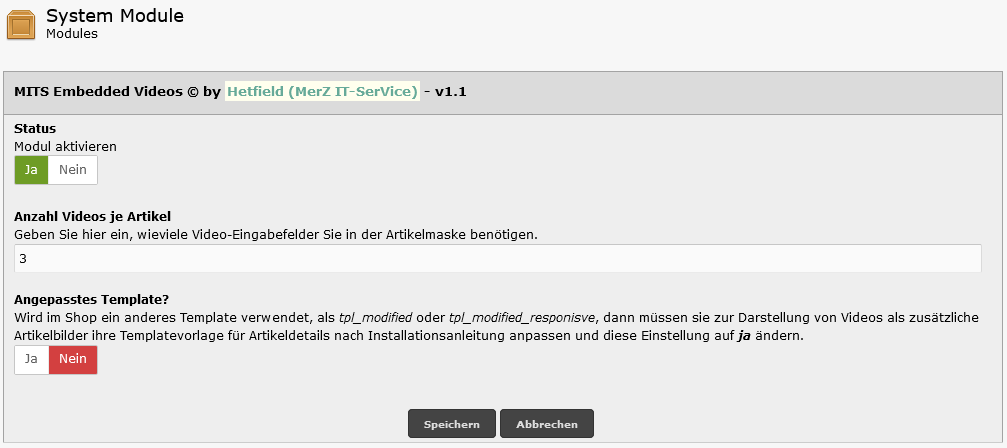 System Module
Modules
MITS Embedded Videos © by Hetfield (MerZ IT-SerVice) - v1.1
Status
Modul aktivieren
Ja Nein
Anzahl Videos je Artikel
Geben Sie hier ein, wieviele Video-Eingabefelder Sie in der Artikelmaske benötigen.
3
Angepasstes Template?
Wird im Shop ein anderes Template verwendet, als tpl_modified oder tpl_modified_responisve, dann müssen sie zur Darstellung von Videos als zusätzliche
Artikelbilder ihre Templatevorlage für Artikeldetails nach Installationsanleitung anpassen und diese Einstellung auf ja ändern.
Ja Nein
Speichern Abbrechen